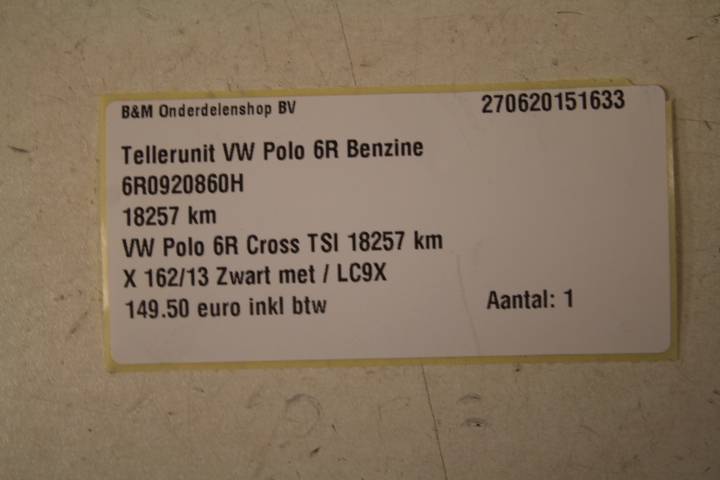 B&M Onderdelenshop BV 270620151633
Tellerunit VW Polo 6R Benzine
6R0920860H
18257 km
VW Polo 6R Cross TSI 18257 km
X 162/13 Zwart met / LC9X
149.50 euro inkl btw Aantal: 1